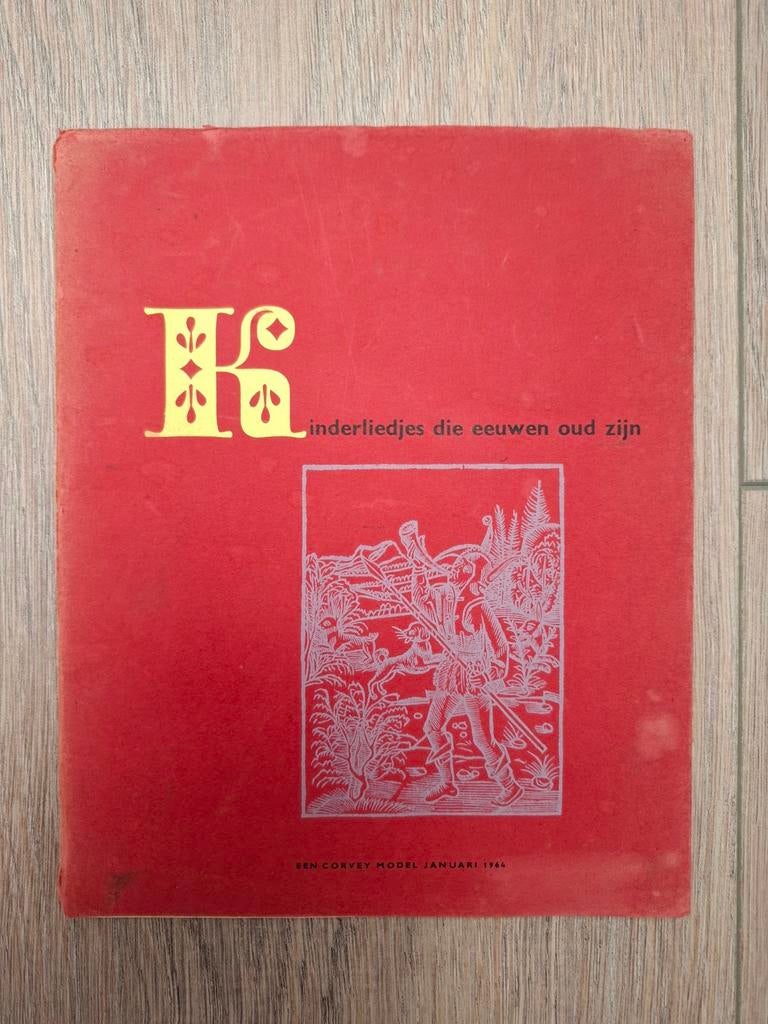 Kinderliedjes die eeuwen oud zijn
EEN CORVEY MODEL JANUARI 1964